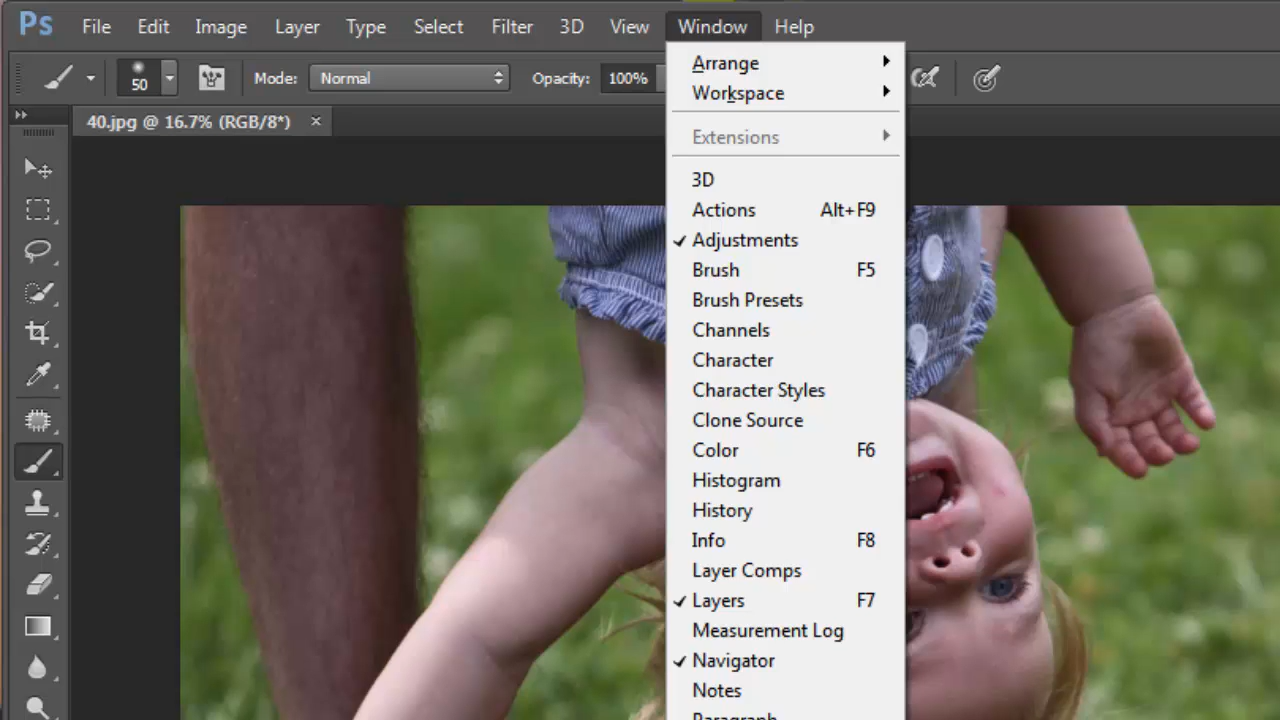 Ps File Edit Image Layer Type Select Filter 3D View Window Help
50 Mode: Normal Opacity: 100%
40.jpg @ 16.7% (RGB/8*) ×
Arrange
Workspace
Extensions
3D
Actions Alt+F9
Adjustments
Brush F5
Brush Presets
Channels
Character
Character Styles
Clone Source
Color F6
Histogram
History
Info F8
Layer Comps
Layers F7
Measurement Log
Navigator
Notes
Paragraph